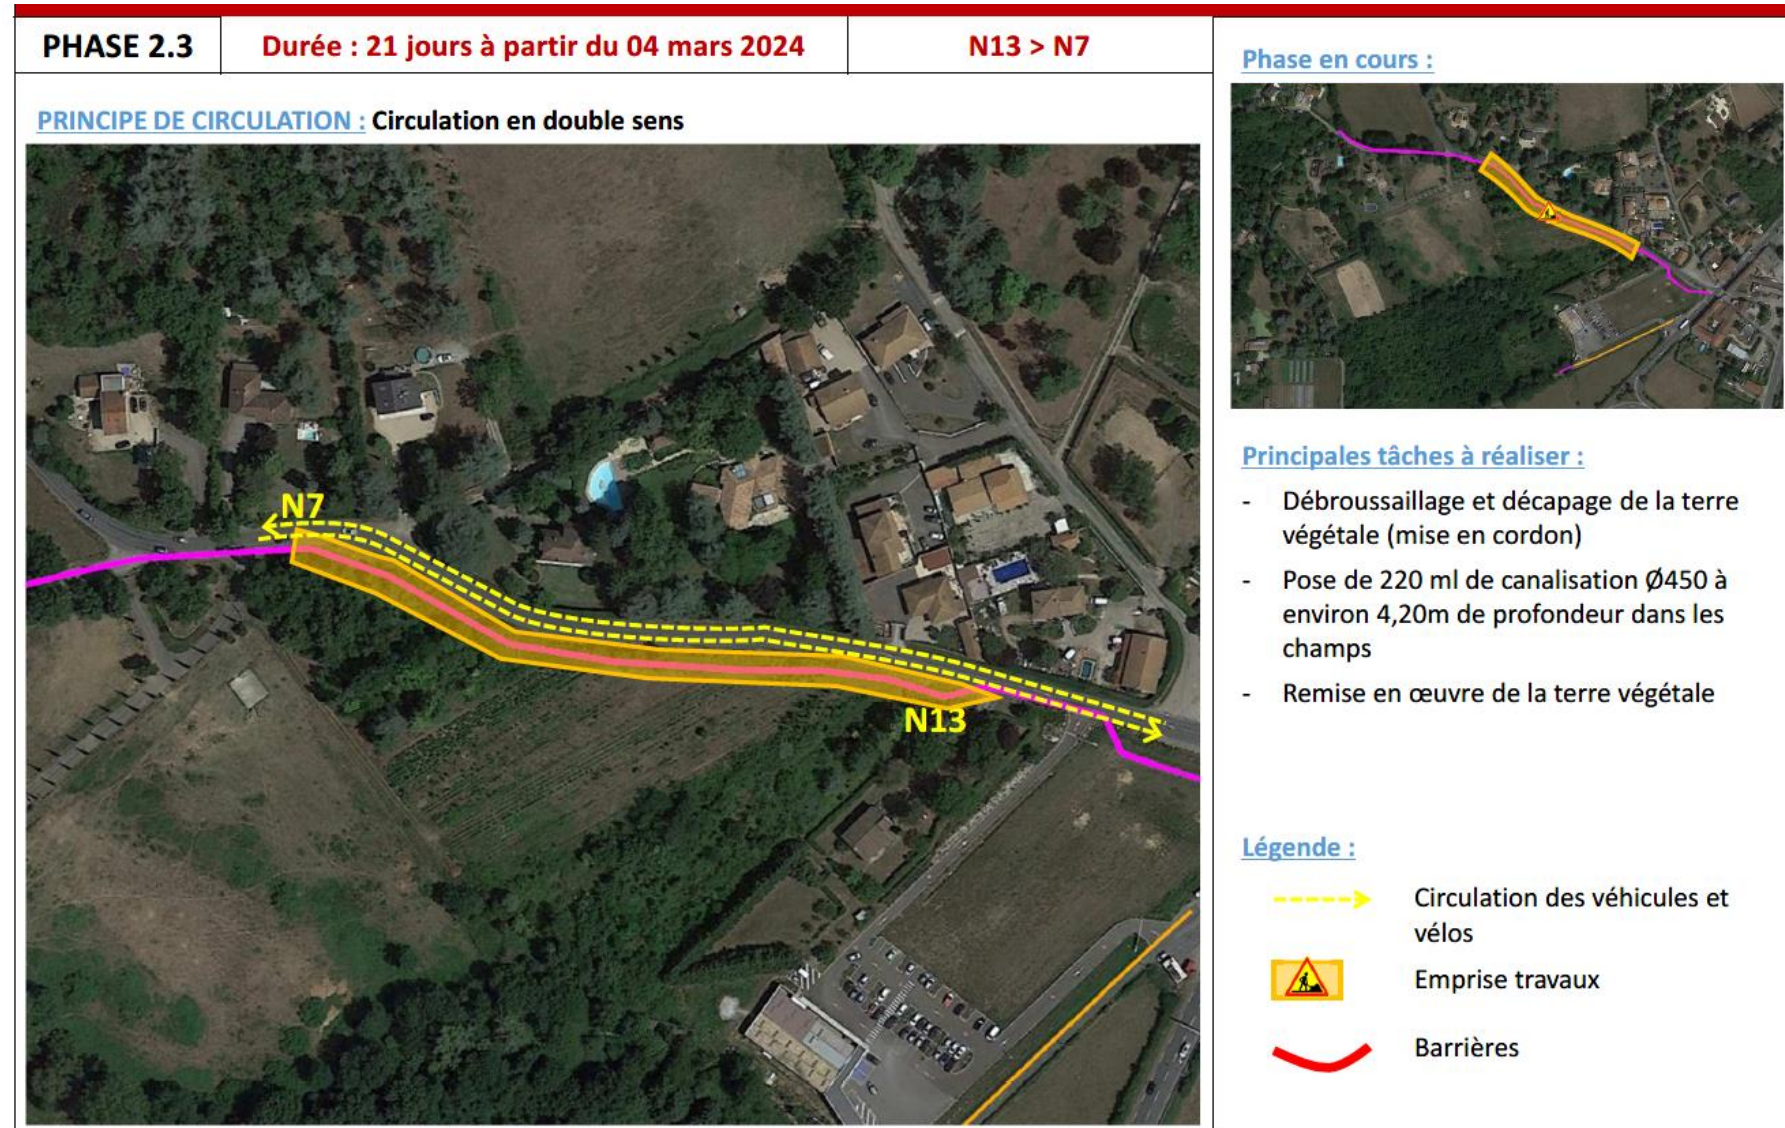 PHASE 2.3
Durée : 21 jours à partir du 04 mars 2024
N13 > N7
PRINCIPE DE CIRCULATION : Circulation en double sens
N7
N13
Phase en cours :
Principales tâches à réaliser :
- Débroussaillage et décapage de la terre
végétale (mise en cordon)
- Pose de 220 ml de canalisation Ø450 à
environ 4,20m de profondeur dans les
champs
- Remise en œuvre de la terre végétale
Légende :
Circulation des véhicules et
vélos
Emprise travaux
Barrières